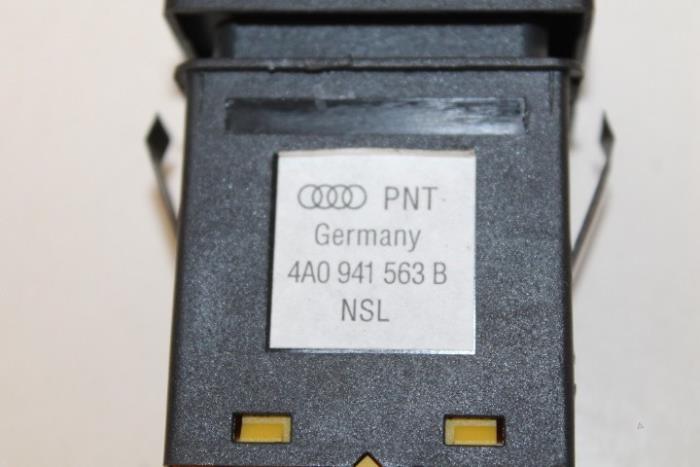 PNT
Germany
4A0 941 563 B
NSL